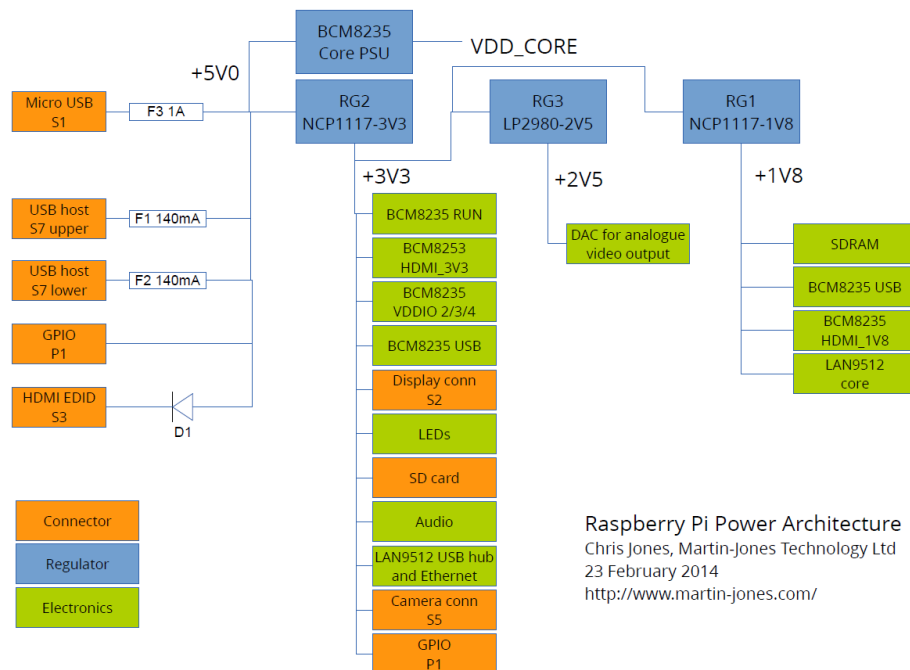 BCM8235
Core PSU
VDD_CORE
+5V0
Micro USB
S1
F3 1A
RG2
NCP1117-3V3
RG3
LP2980-2V5
RG1
NCP1117-1V8
+3V3
+2V5
+1V8
USB host
S7 upper
F1 140mA
USB host
S7 lower
F2 140mA
GPIO
P1
HDMI EDID
S3
D1
BCM8235 RUN
BCM8253
HDMI_3V3
BCM8235
VDDIO 2/3/4
BCM8235 USB
Display conn
S2
LEDs
SD card
Audio
LAN9512 USB hub
and Ethernet
Camera conn
S5
GPIO
P1
DAC for analogue
video output
SDRAM
BCM8235 USB
BCM8235
HDMI_1V8
LAN9512
core
Connector
Regulator
Electronics
Raspberry Pi Power Architecture
Chris Jones, Martin-Jones Technology Ltd
23 February 2014
http://www.martin-jones.com/